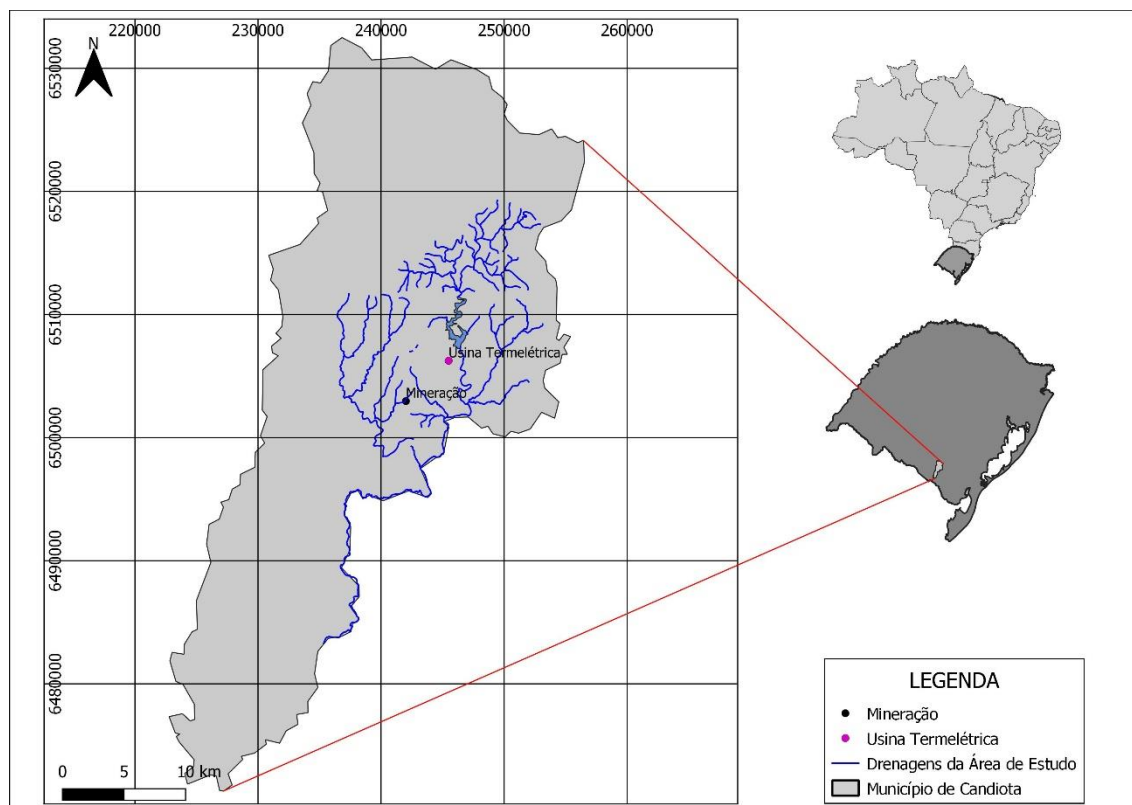 220000 230000 240000 250000 260000
N
6530000
6520000
6510000
6500000
6490000
6480000
Usina Termelétrica
Mineração
0 5 10 km
LEGENDA
Mineração
Usina Termelétrica
Drenagens da Área de Estudo
Município de Candiota